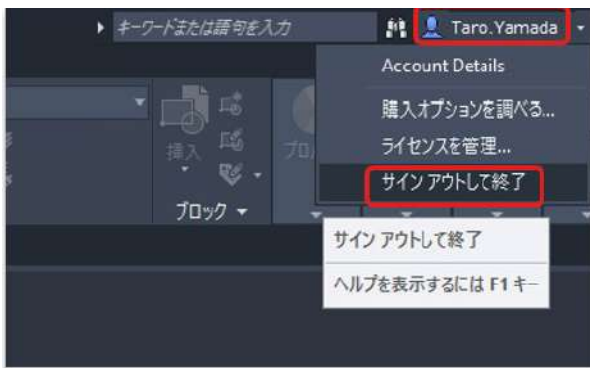 キーワードまたは語句を入力
Taro.Yamada
Account Details
購入オプションを調べる...
ライセンスを管理...
サイン アウトして終了
挿入
ブロック
サイン アウトして終了
ヘルプを表示するには F1 キー